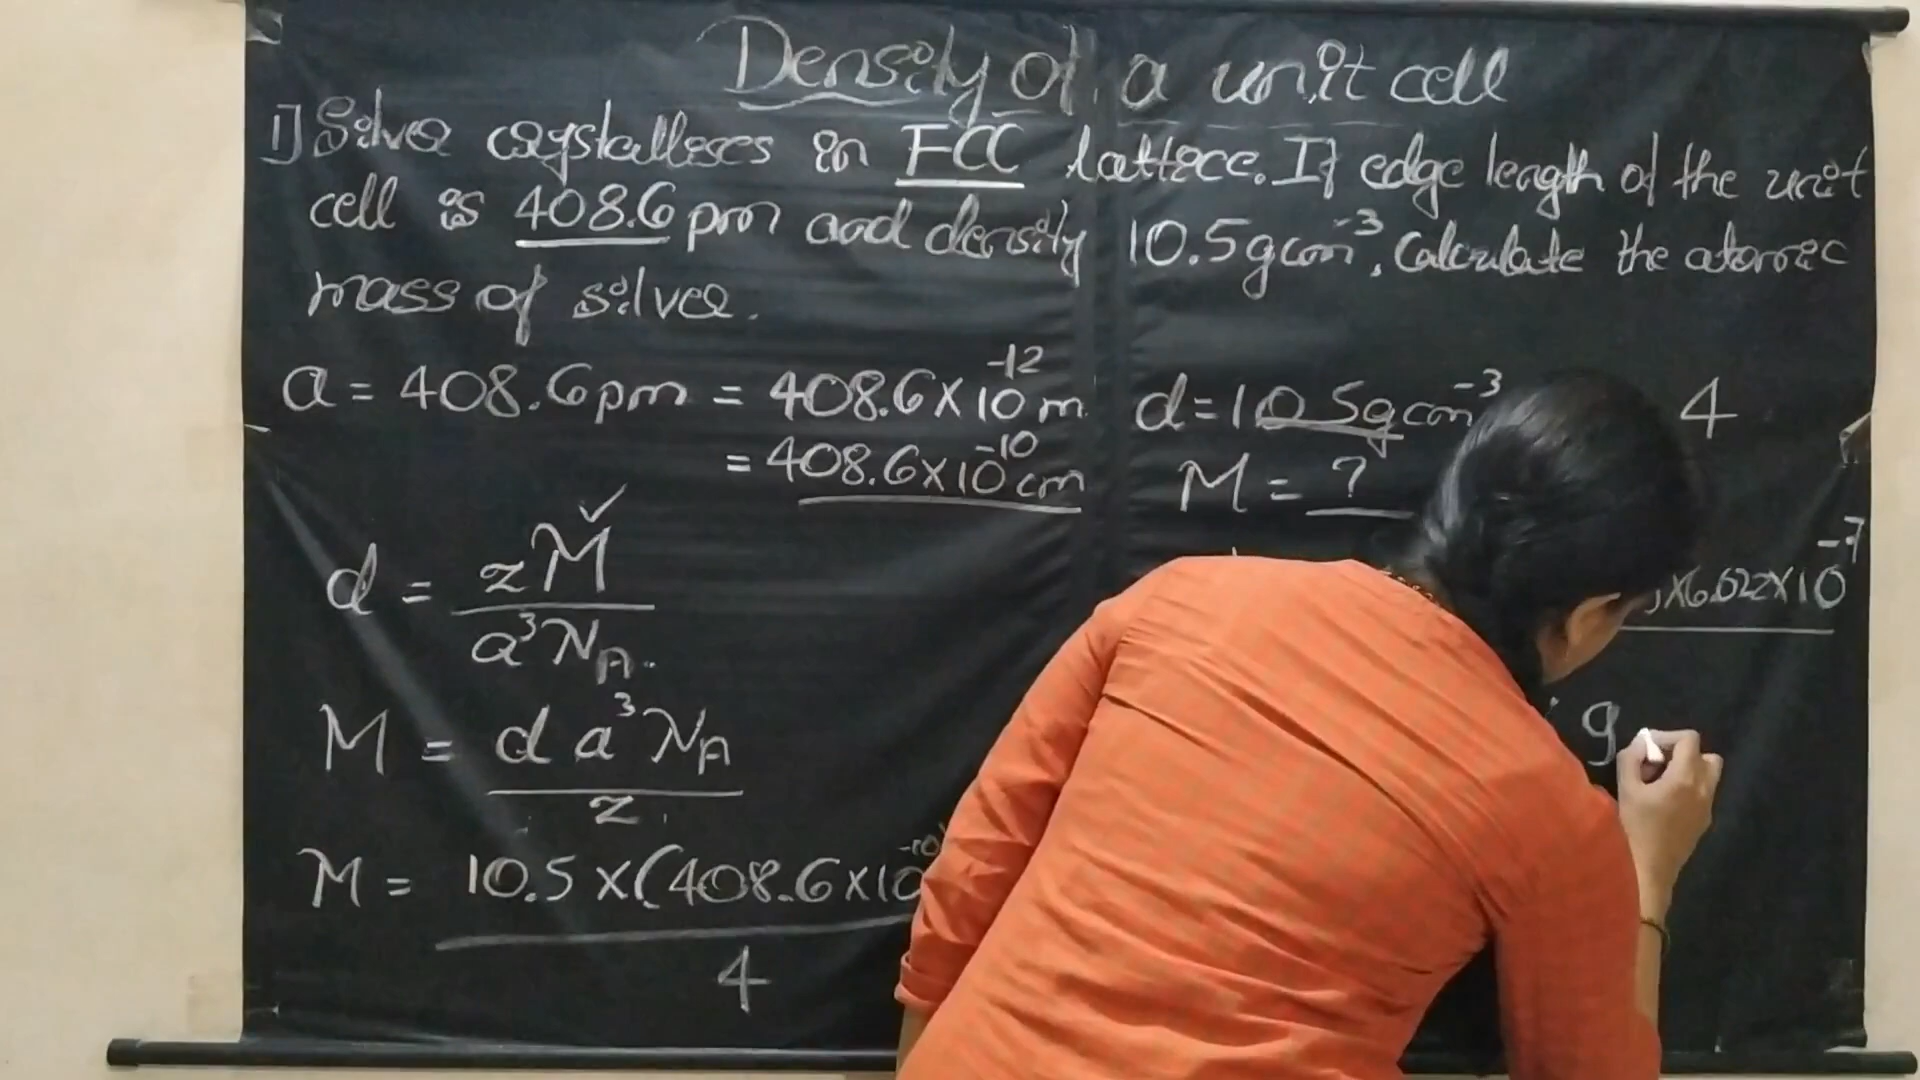 Density of a unit cell
1] Silver crystallises in FCC lattice. If edge length of the unit
cell is 408.6 pm and density 10.5 g cm⁻³, Calculate the atomic
mass of silver.
a = 408.6 pm = 408.6 × 10⁻¹² m
= 408.6 × 10⁻¹⁰ cm
d = zM / a³ N_A.
M = d a³ N_A / z
M = 10.5 × (408.6 × 10⁻¹⁰ / 4
d = 10.5 g cm⁻³ 4
M = ?
× 6.022 × 10⁻⁷
g